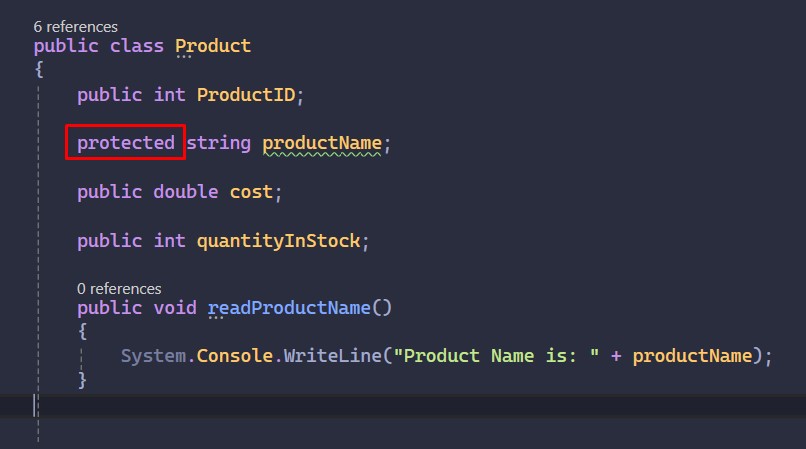 6 references
public class Product
{
public int ProductID;
protected string productName;
public double cost;
public int quantityInStock;
0 references
public void readProductName()
{
System.Console.WriteLine("Product Name is: " + productName);
}